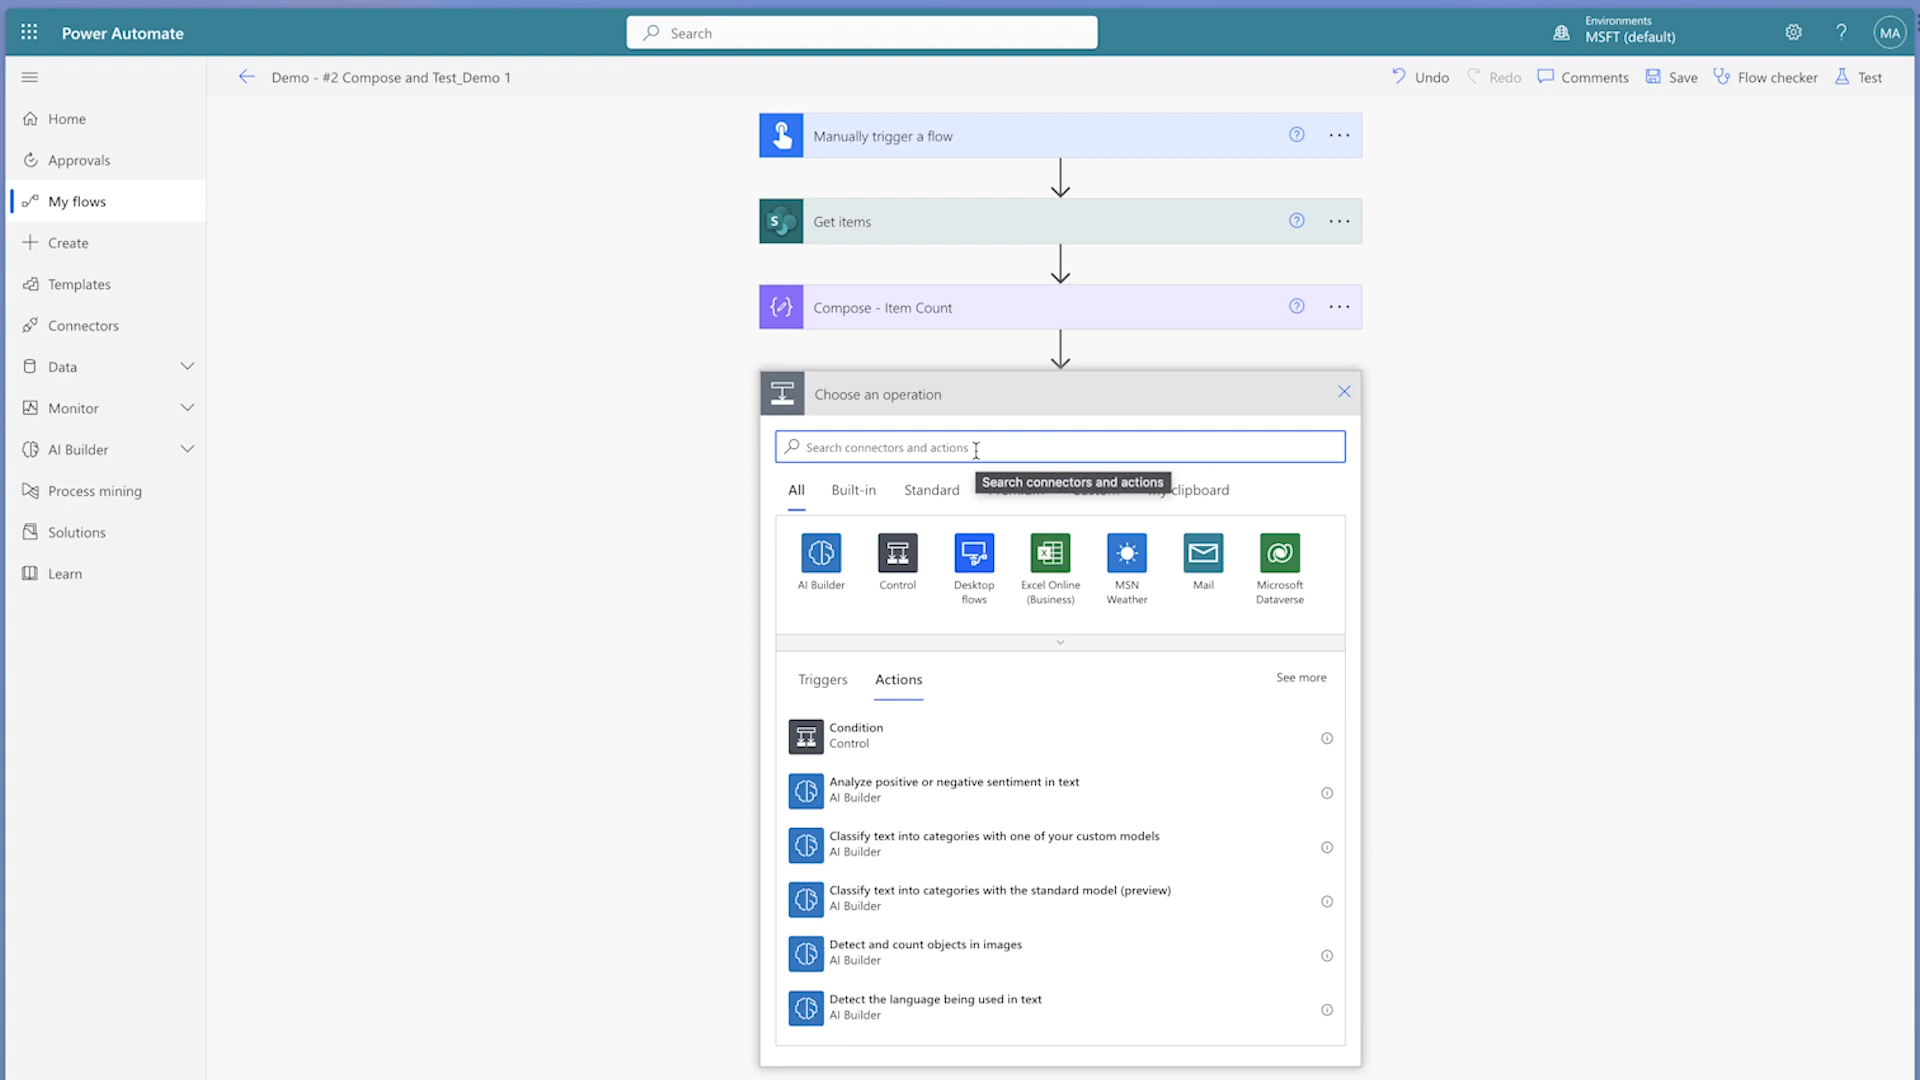 Power Automate
Search
Environments
MSFT (default)
MA
Demo - #2 Compose and Test_Demo 1
Undo
Redo
Comments
Save
Flow checker
Test
Home
Approvals
My flows
Create
Templates
Connectors
Data
Monitor
AI Builder
Process mining
Solutions
Learn
Manually trigger a flow
Get items
Compose - Item Count
Choose an operation
Search connectors and actions
Search connectors and actions
All
Built-in
Standard
clipboard
AI Builder
Control
Desktop
flows
Excel Online
(Business)
MSN
Weather
Mail
Microsoft
Dataverse
Triggers
Actions
See more
Condition
Control
Analyze positive or negative sentiment in text
AI Builder
Classify text into categories with one of your custom models
AI Builder
Classify text into categories with the standard model (preview)
AI Builder
Detect and count objects in images
AI Builder
Detect the language being used in text
AI Builder